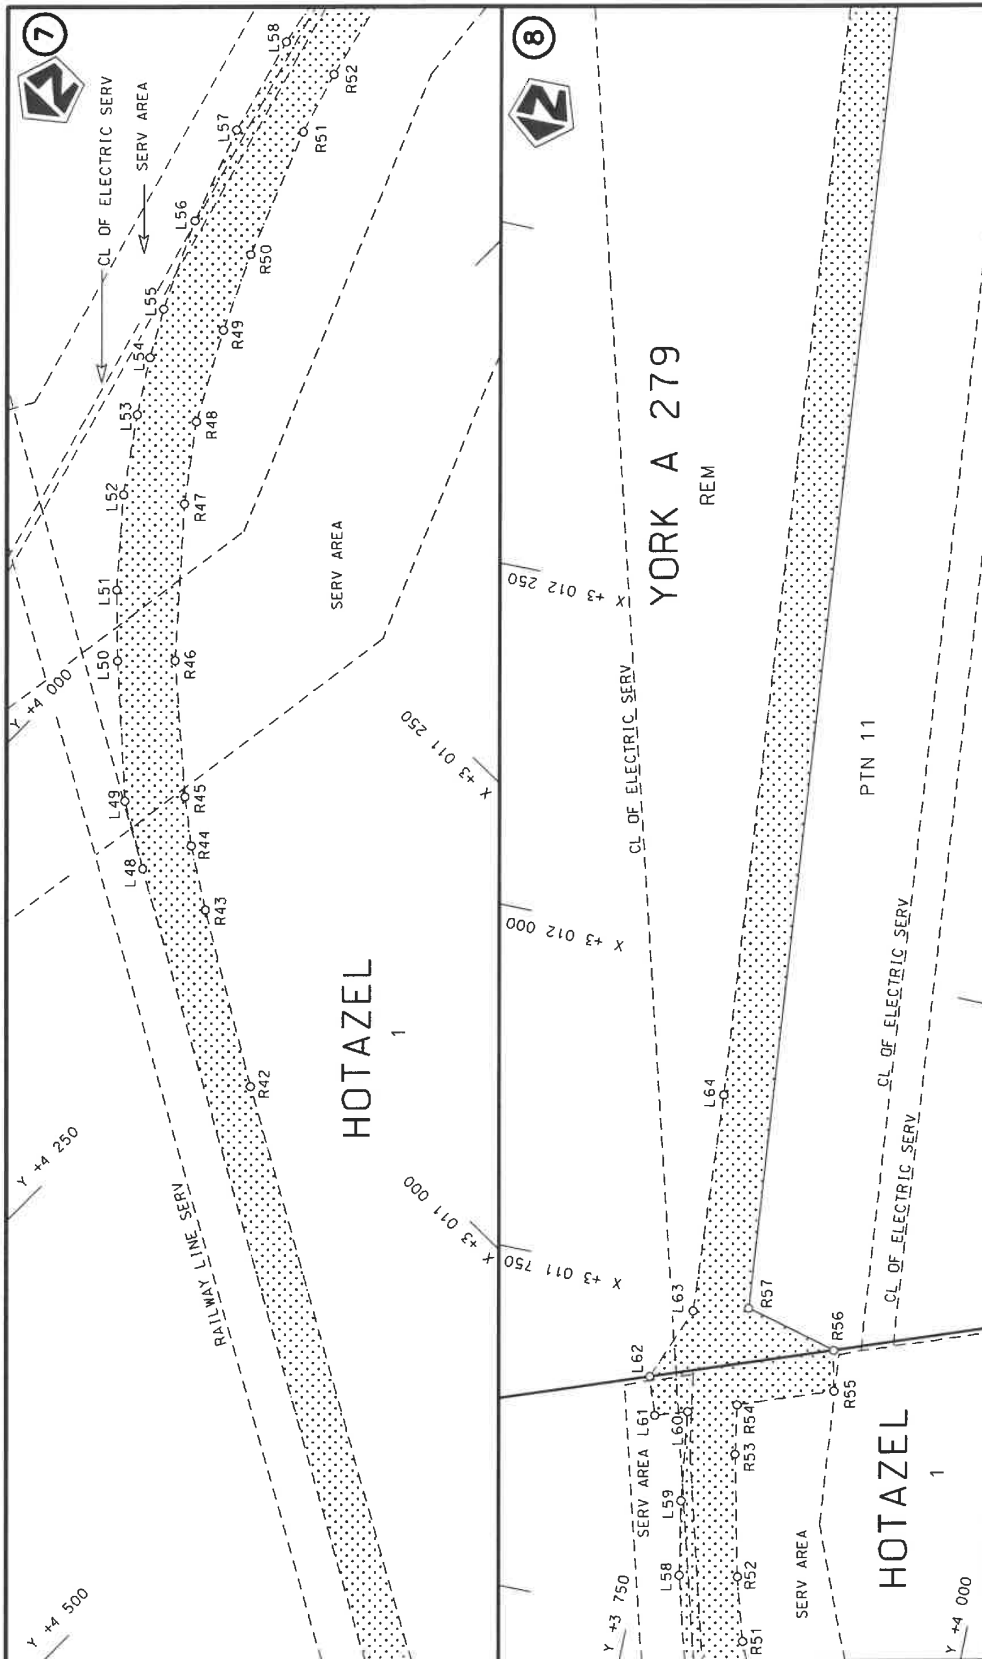 7
CL OF ELECTRIC SERV
SERV AREA
L48
L49
L50
L51
L52
L53
L54
L55
L56
L57
L58
R42
R43
R44
R45
R46
R47
R48
R49
R50
R51
R52
Y +4 500
Y +4 250
Y +4 000
RAILWAY LINE SERV
SERV AREA
X +3 011 000
X +3 011 250
HOTAZEL
1
8
Y +3 750
Y +4 000
X +3 011 750
X +3 012 000
X +3 012 250
CL OF ELECTRIC SERV
YORK A 279
REM
SERV AREA
L58
L59
L60
L61
L62
L63
L64
R51
R52
R53
R54
R55
R56
R57
SERV AREA
PTN 11
CL OF ELECTRIC SERV
CL OF ELECTRIC SERV
HOTAZEL
1